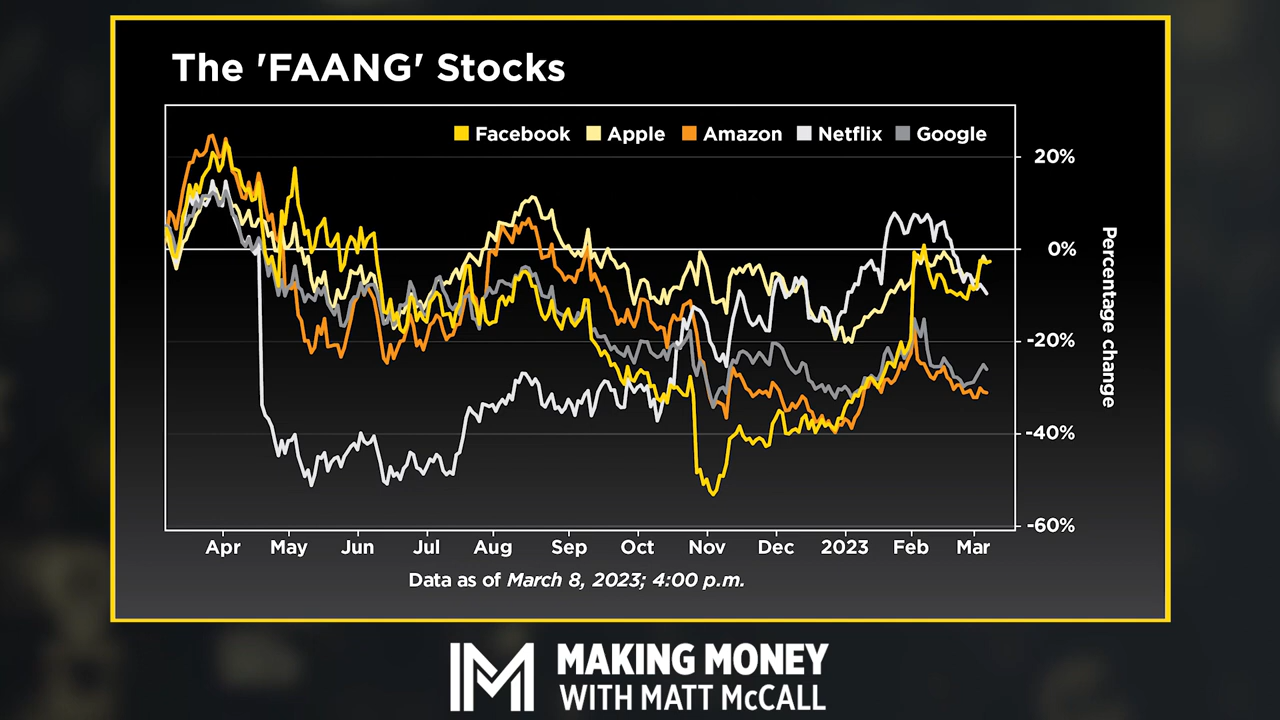 The 'FAANG' Stocks
Facebook Apple Amazon Netflix Google
20%
0%
-20%
-40%
-60%
Percentage change
Apr May Jun Jul Aug Sep Oct Nov Dec 2023 Feb Mar
Data as of March 8, 2023; 4:00 p.m.
MAKING MONEY
WITH MATT McCALL